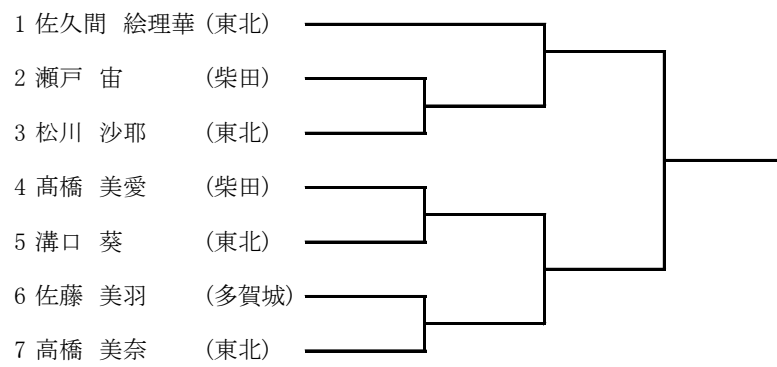 1 佐久間 絵理華 (東北)
2 瀬戸 宙 (柴田)
3 松川 沙耶 (東北)
4 髙橋 美愛 (柴田)
5 溝口 葵 (東北)
6 佐藤 美羽 (多賀城)
7 高橋 美奈 (東北)